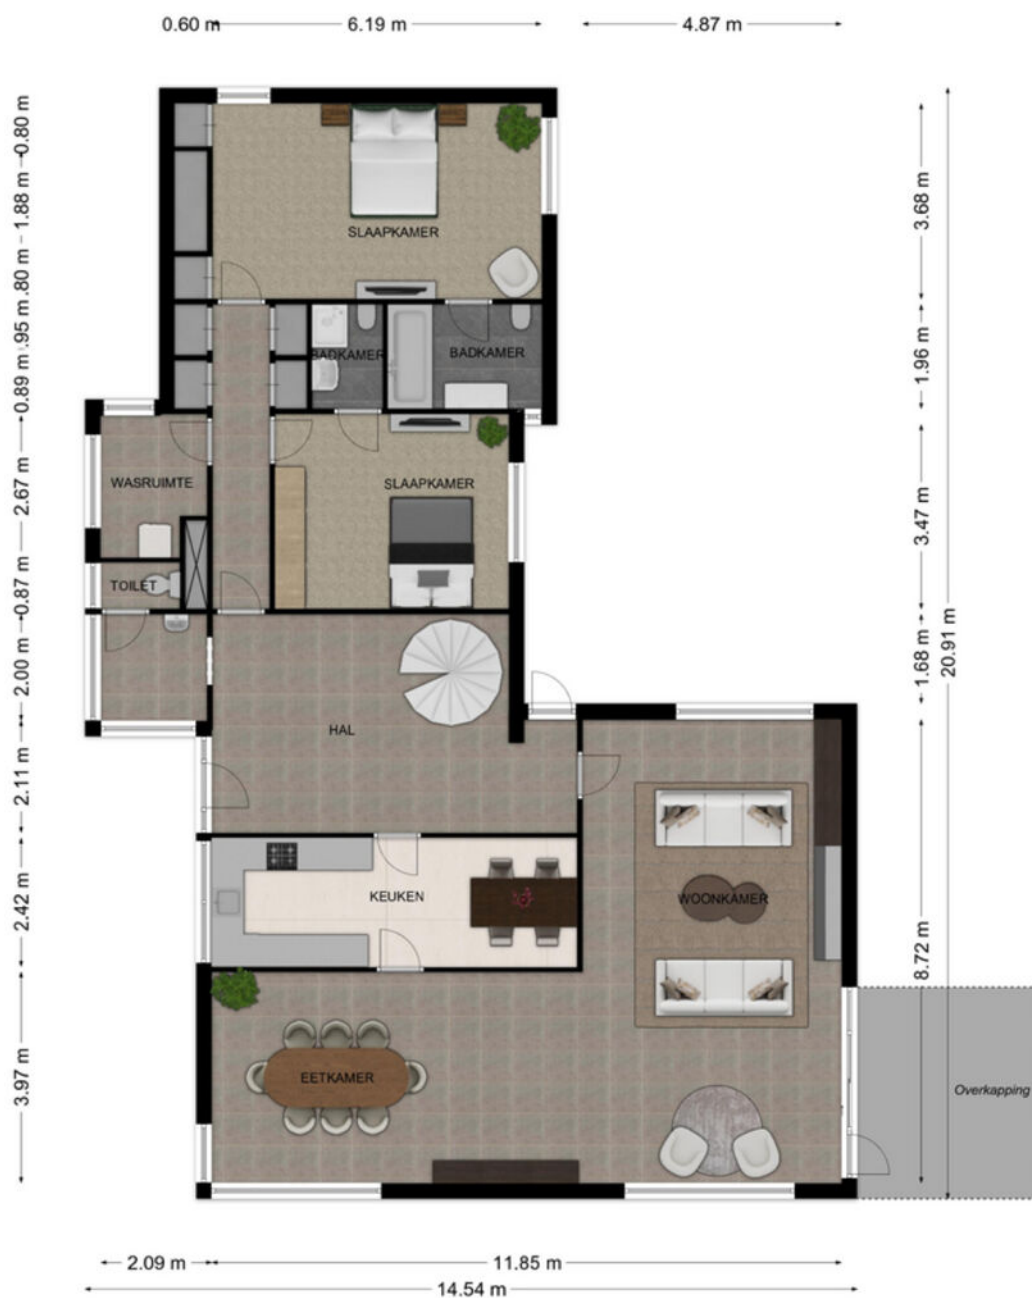 0.60 m
6.19 m
4.87 m
0.80 m
1.88 m
.80 m
.95 m
0.89 m
2.67 m
0.87 m
2.00 m
2.11 m
2.42 m
3.97 m
SLAAPKAMER
BADKAMER
BADKAMER
WASRUIMTE
SLAAPKAMER
TOILET
HAL
KEUKEN
WOONKAMER
EETKAMER
Overkapping
3.68 m
1.96 m
3.47 m
1.68 m
20.91 m
8.72 m
2.09 m
11.85 m
14.54 m